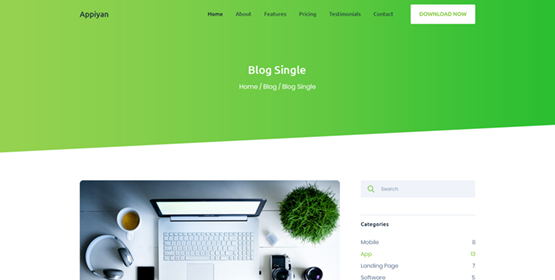 Appiyan
Home About Features Pricing Testimonials Contact DOWNLOAD NOW
Blog Single
Home / Blog / Blog Single
Search
Categories
Mobile 8
App 13
Landing Page 7
Software 5